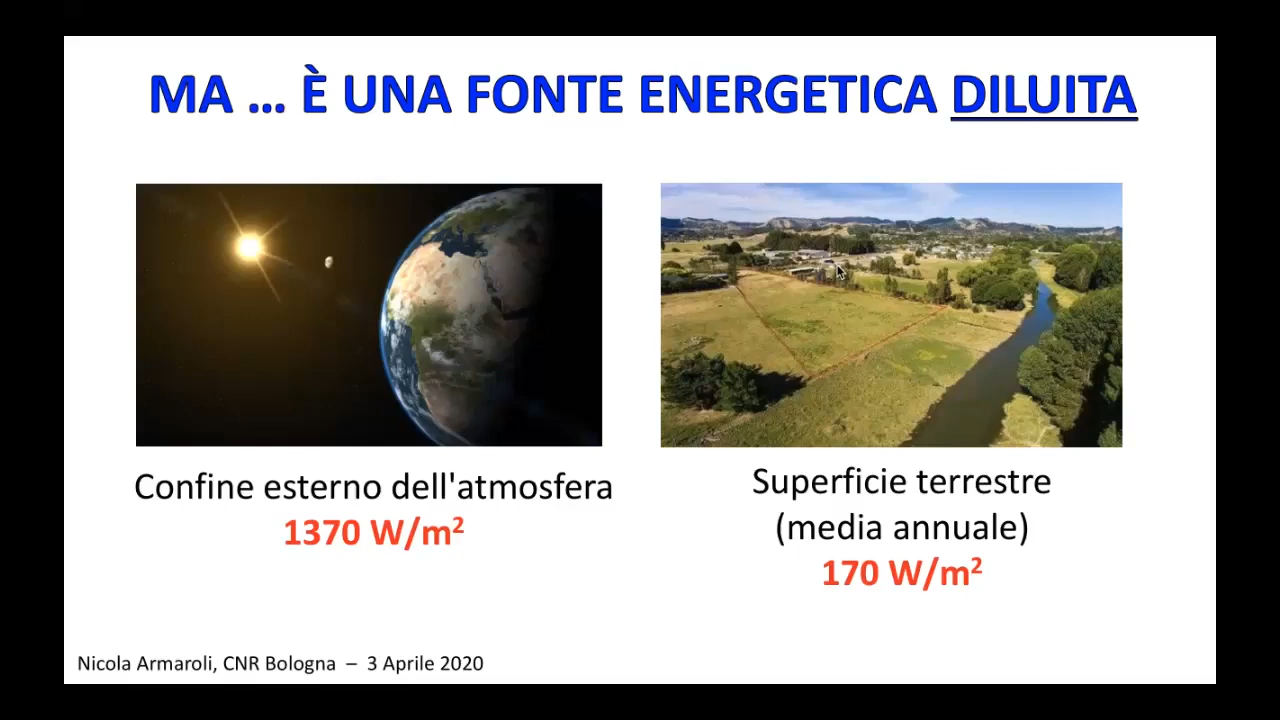 MA ... È UNA FONTE ENERGETICA DILUITA
Confine esterno dell'atmosfera
1370 W/m²
Superficie terrestre
(media annuale)
170 W/m²
Nicola Armaroli, CNR Bologna – 3 Aprile 2020